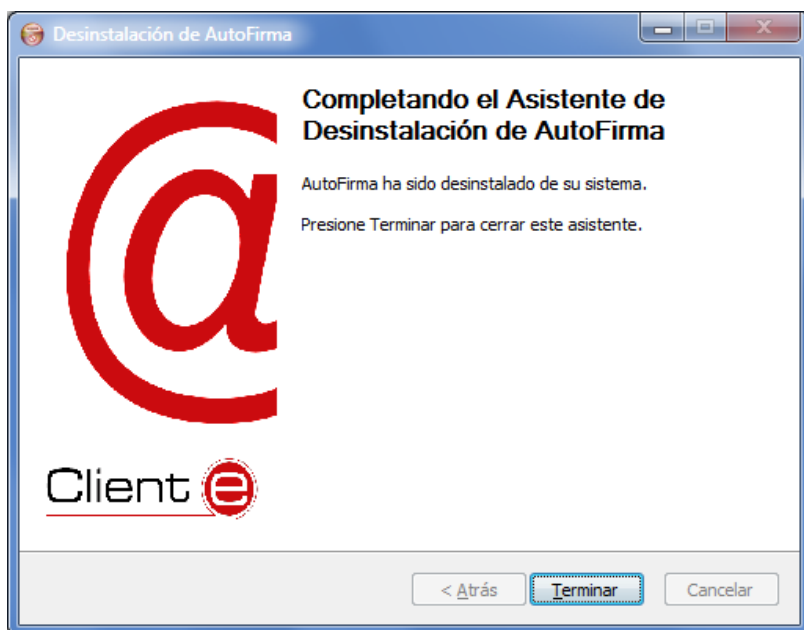 Desinstalación de AutoFirma
Completando el Asistente de
Desinstalación de AutoFirma
AutoFirma ha sido desinstalado de su sistema.
Presione Terminar para cerrar este asistente.
@
Client e
< Atrás Terminar Cancelar